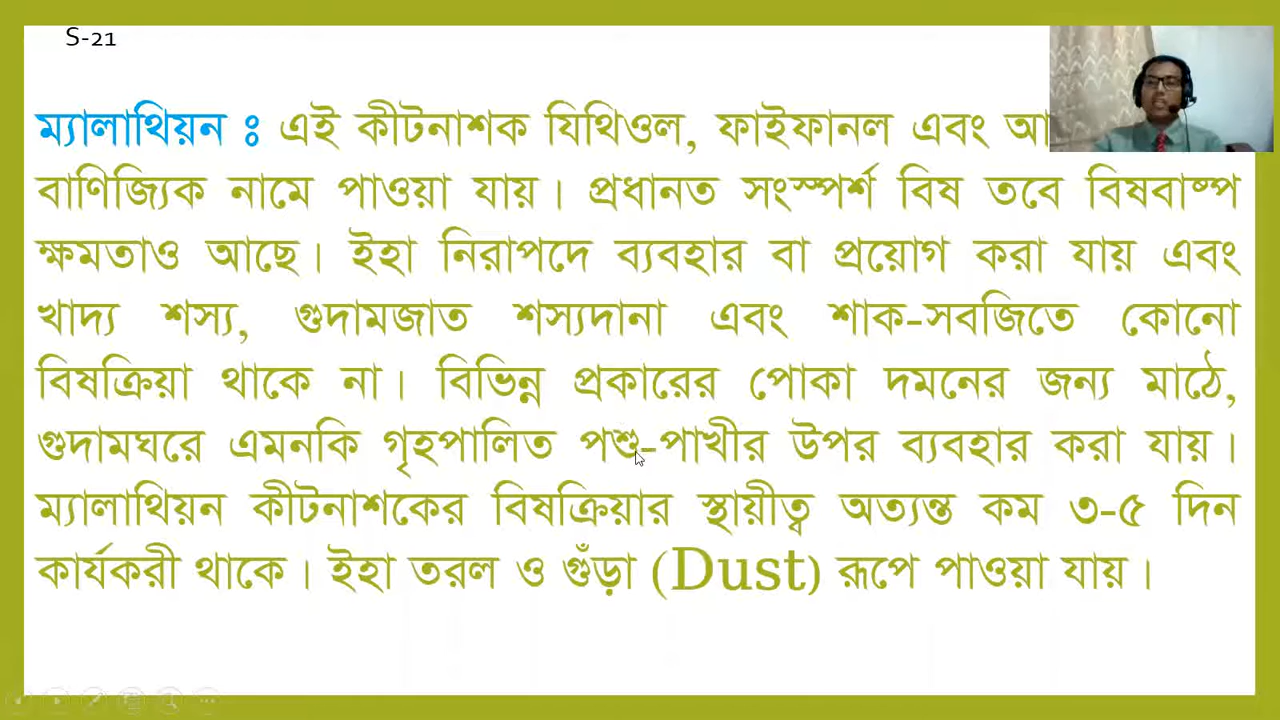 S-21
ম্যালাথিয়ন ঃ এই কীটনাশক যিথিওল, ফাইফানল এবং
বাণিজ্যিক নামে পাওয়া যায়। প্রধানত সংস্পর্শ বিষ তবে বিষবাষ্প
ক্ষমতাও আছে। ইহা নিরাপদে ব্যবহার বা প্রয়োগ করা যায় এবং
খাদ্য শস্য, গুদামজাত শস্যদানা এবং শাক-সবজিতে কোনো
বিষক্রিয়া থাকে না। বিভিন্ন প্রকারের পোকা দমনের জন্য মাঠে,
গুদামঘরে এমনকি গৃহপালিত পশু-পাখীর উপর ব্যবহার করা যায়।
ম্যালাথিয়ন কীটনাশকের বিষক্রিয়ার স্থায়ীত্ব অত্যন্ত কম ৩-৫ দিন
কার্যকরী থাকে। ইহা তরল ও গুঁড়া (Dust) রূপে পাওয়া যায়।